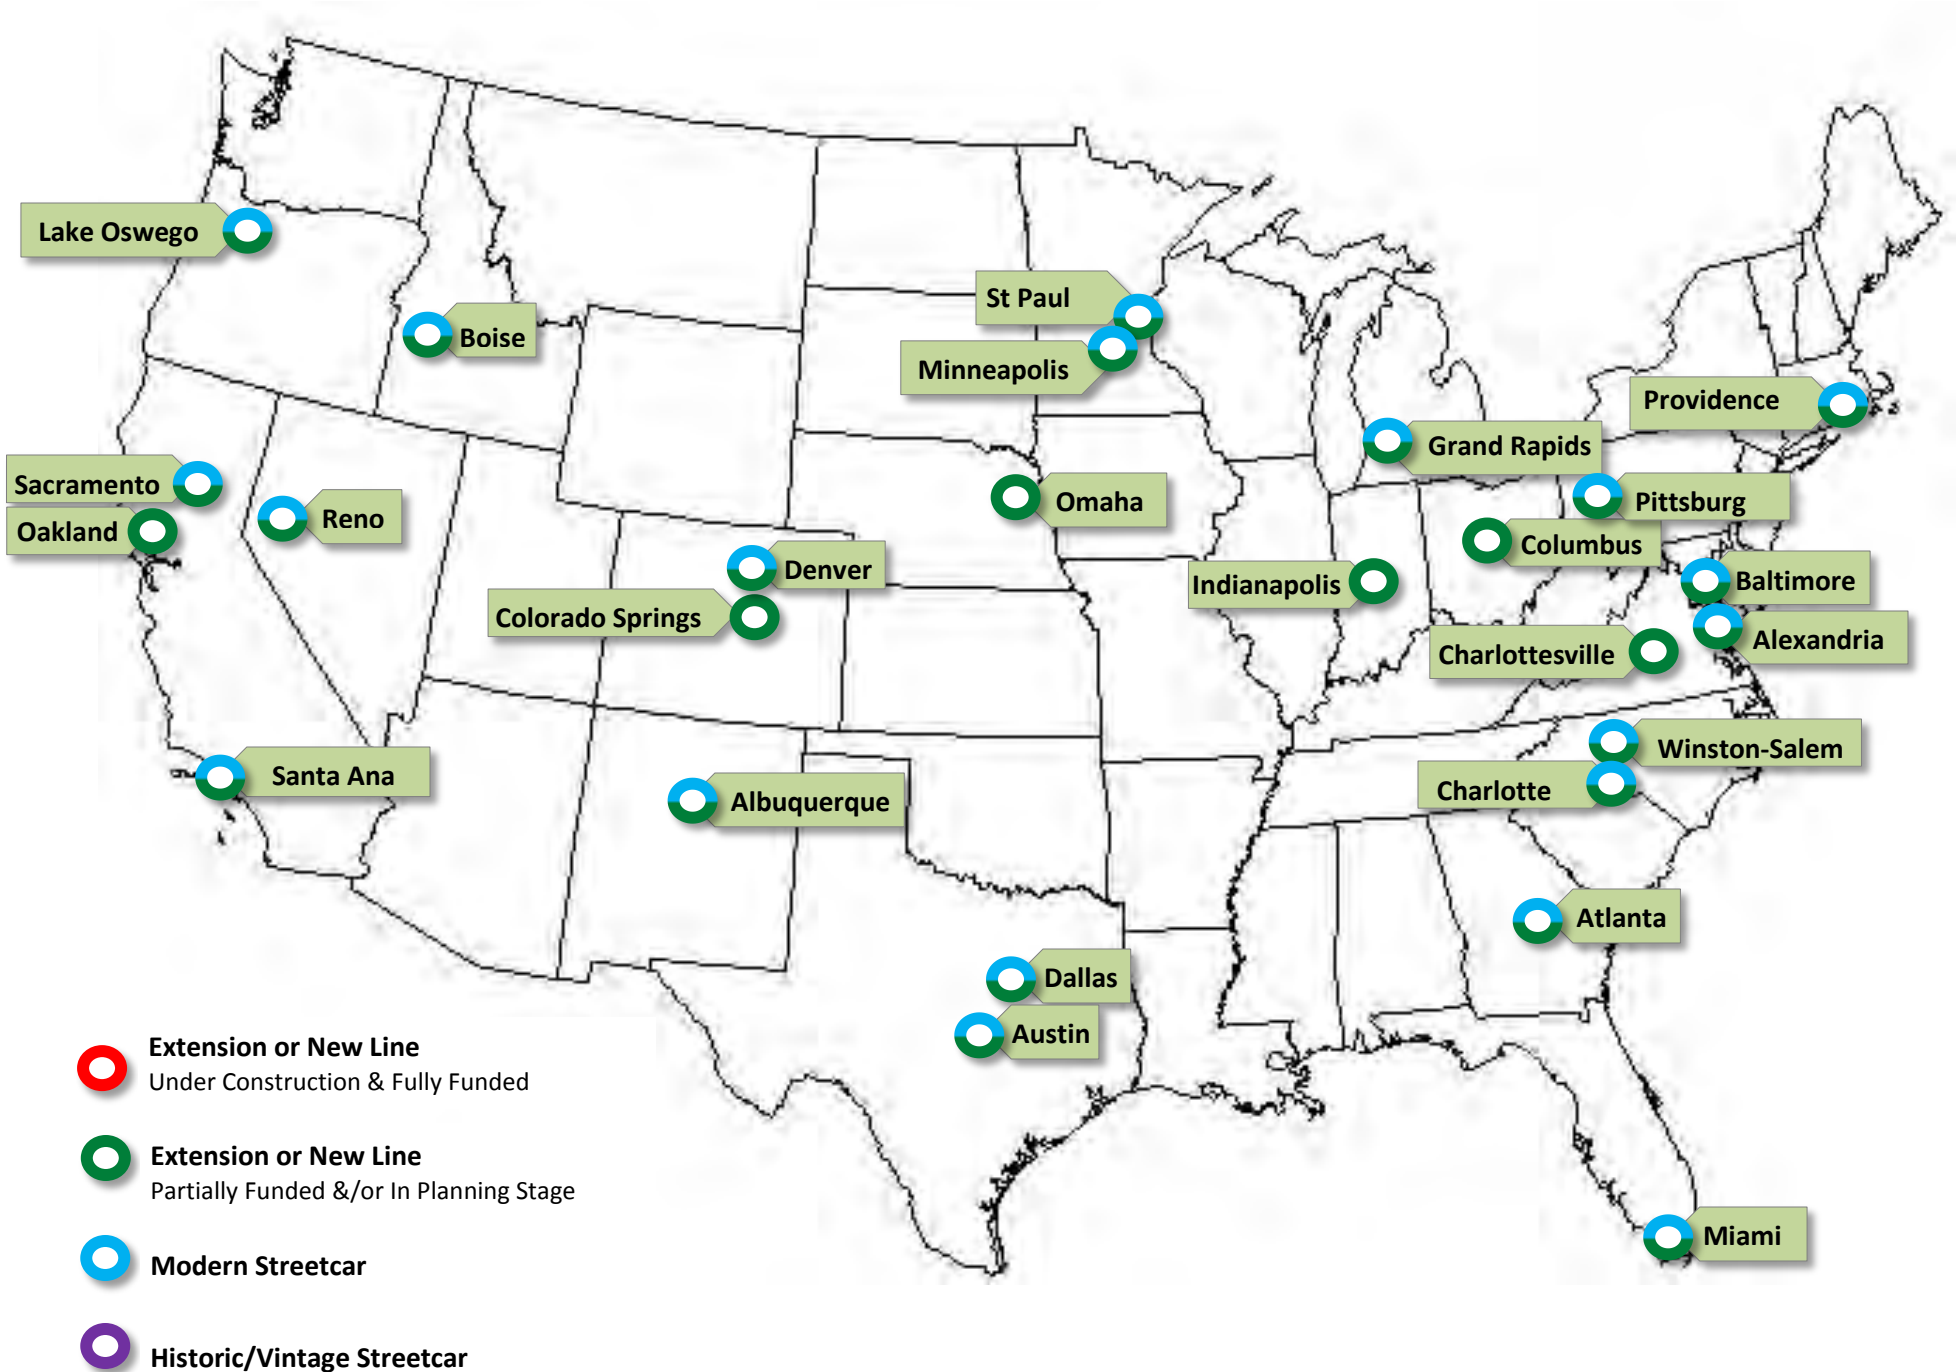 Lake Oswego
St Paul
Boise
Minneapolis
Providence
Grand Rapids
Sacramento
Reno
Omaha
Pittsburg
Oakland
Columbus
Denver
Indianapolis
Baltimore
Colorado Springs
Alexandria
Charlottesville
Winston-Salem
Santa Ana
Charlotte
Albuquerque
Atlanta
Dallas
Austin
Extension or New Line
Under Construction & Fully Funded
Extension or New Line
Partially Funded &/or In Planning Stage
Miami
Modern Streetcar
Historic/Vintage Streetcar